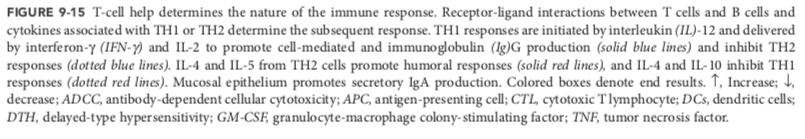 FIGURE 9-15 T-cell help determines the nature of the immune response. Receptor-ligand interactions between T cells and B cells and
cytokines associated with TH1 or TH2 determine the subsequent response. TH1 responses are initiated by interleukin (IL)-12 and delivered
by interferon-γ (IFN-γ) and IL-2 to promote cell-mediated and immunoglobulin (Ig)G production (solid blue lines) and inhibit TH2
responses (dotted blue lines). IL-4 and IL-5 from TH2 cells promote humoral responses (solid red lines), and IL-4 and IL-10 inhibit TH1
responses (dotted red lines). Mucosal epithelium promotes secretory IgA production. Colored boxes denote end results. ↑, Increase; ↓,
decrease; ADCC, antibody-dependent cellular cytotoxicity; APC, antigen-presenting cell; CTL, cytotoxic T lymphocyte; DCs, dendritic cells;
DTH, delayed-type hypersensitivity; GM-CSF, granulocyte-macrophage colony-stimulating factor; TNF, tumor necrosis factor.